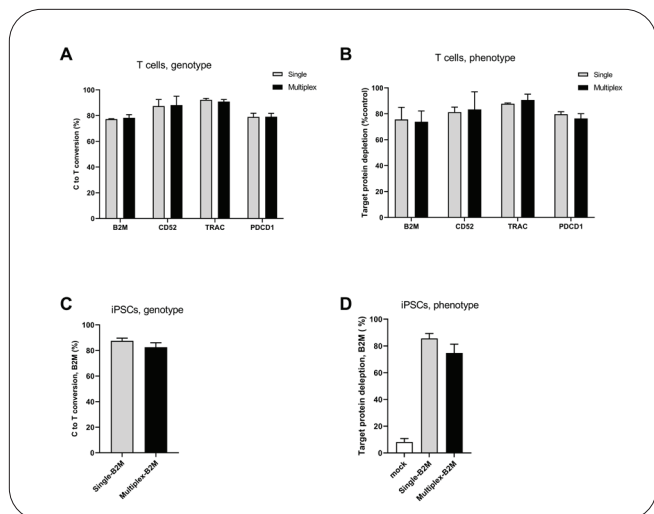 A
T cells, genotype
Single
Multiplex
C to T conversion (%)
100
80
60
40
20
0
B2M CD52 TRAC PDCD1
B
T cells, phenotype
Single
Multiplex
Target protein depletion (%control)
100
80
60
40
20
0
B2M CD52 TRAC PDCD1
C
iPSCs, genotype
C to T conversion, B2M (%)
100
80
60
40
20
0
Single-B2M Multiplex-B2M
D
iPSCs, phenotype
Target protein deleption, B2M ( %)
100
80
60
40
20
0
mock Single-B2M Multiplex-B2M